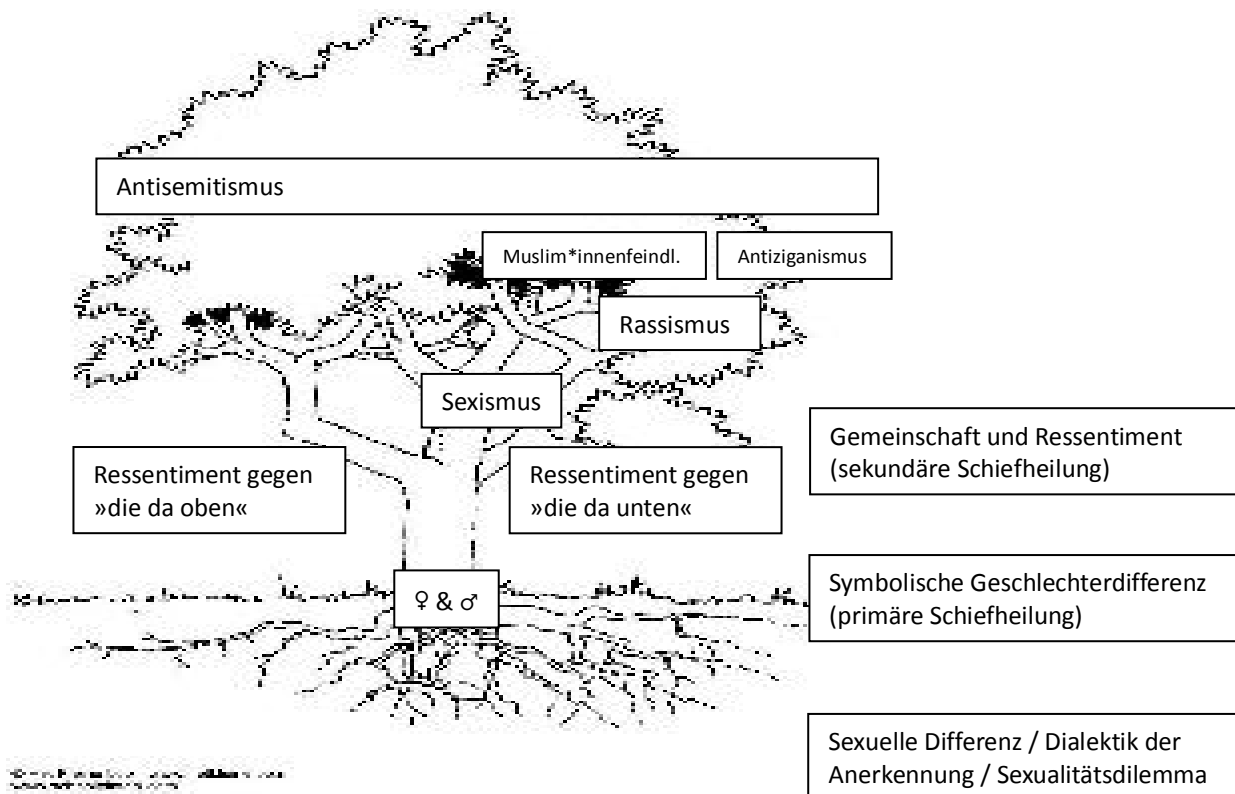 Antisemitismus
Muslim*innenfeindl.
Antiziganismus
Rassismus
Sexismus
Ressentiment gegen
»die da oben«
Ressentiment gegen
»die da unten«
Gemeinschaft und Ressentiment
(sekundäre Schiefheilung)
♀ & ♂
Symbolische Geschlechterdifferenz
(primäre Schiefheilung)
Sexuelle Differenz / Dialektik der
Anerkennung / Sexualitätsdilemma